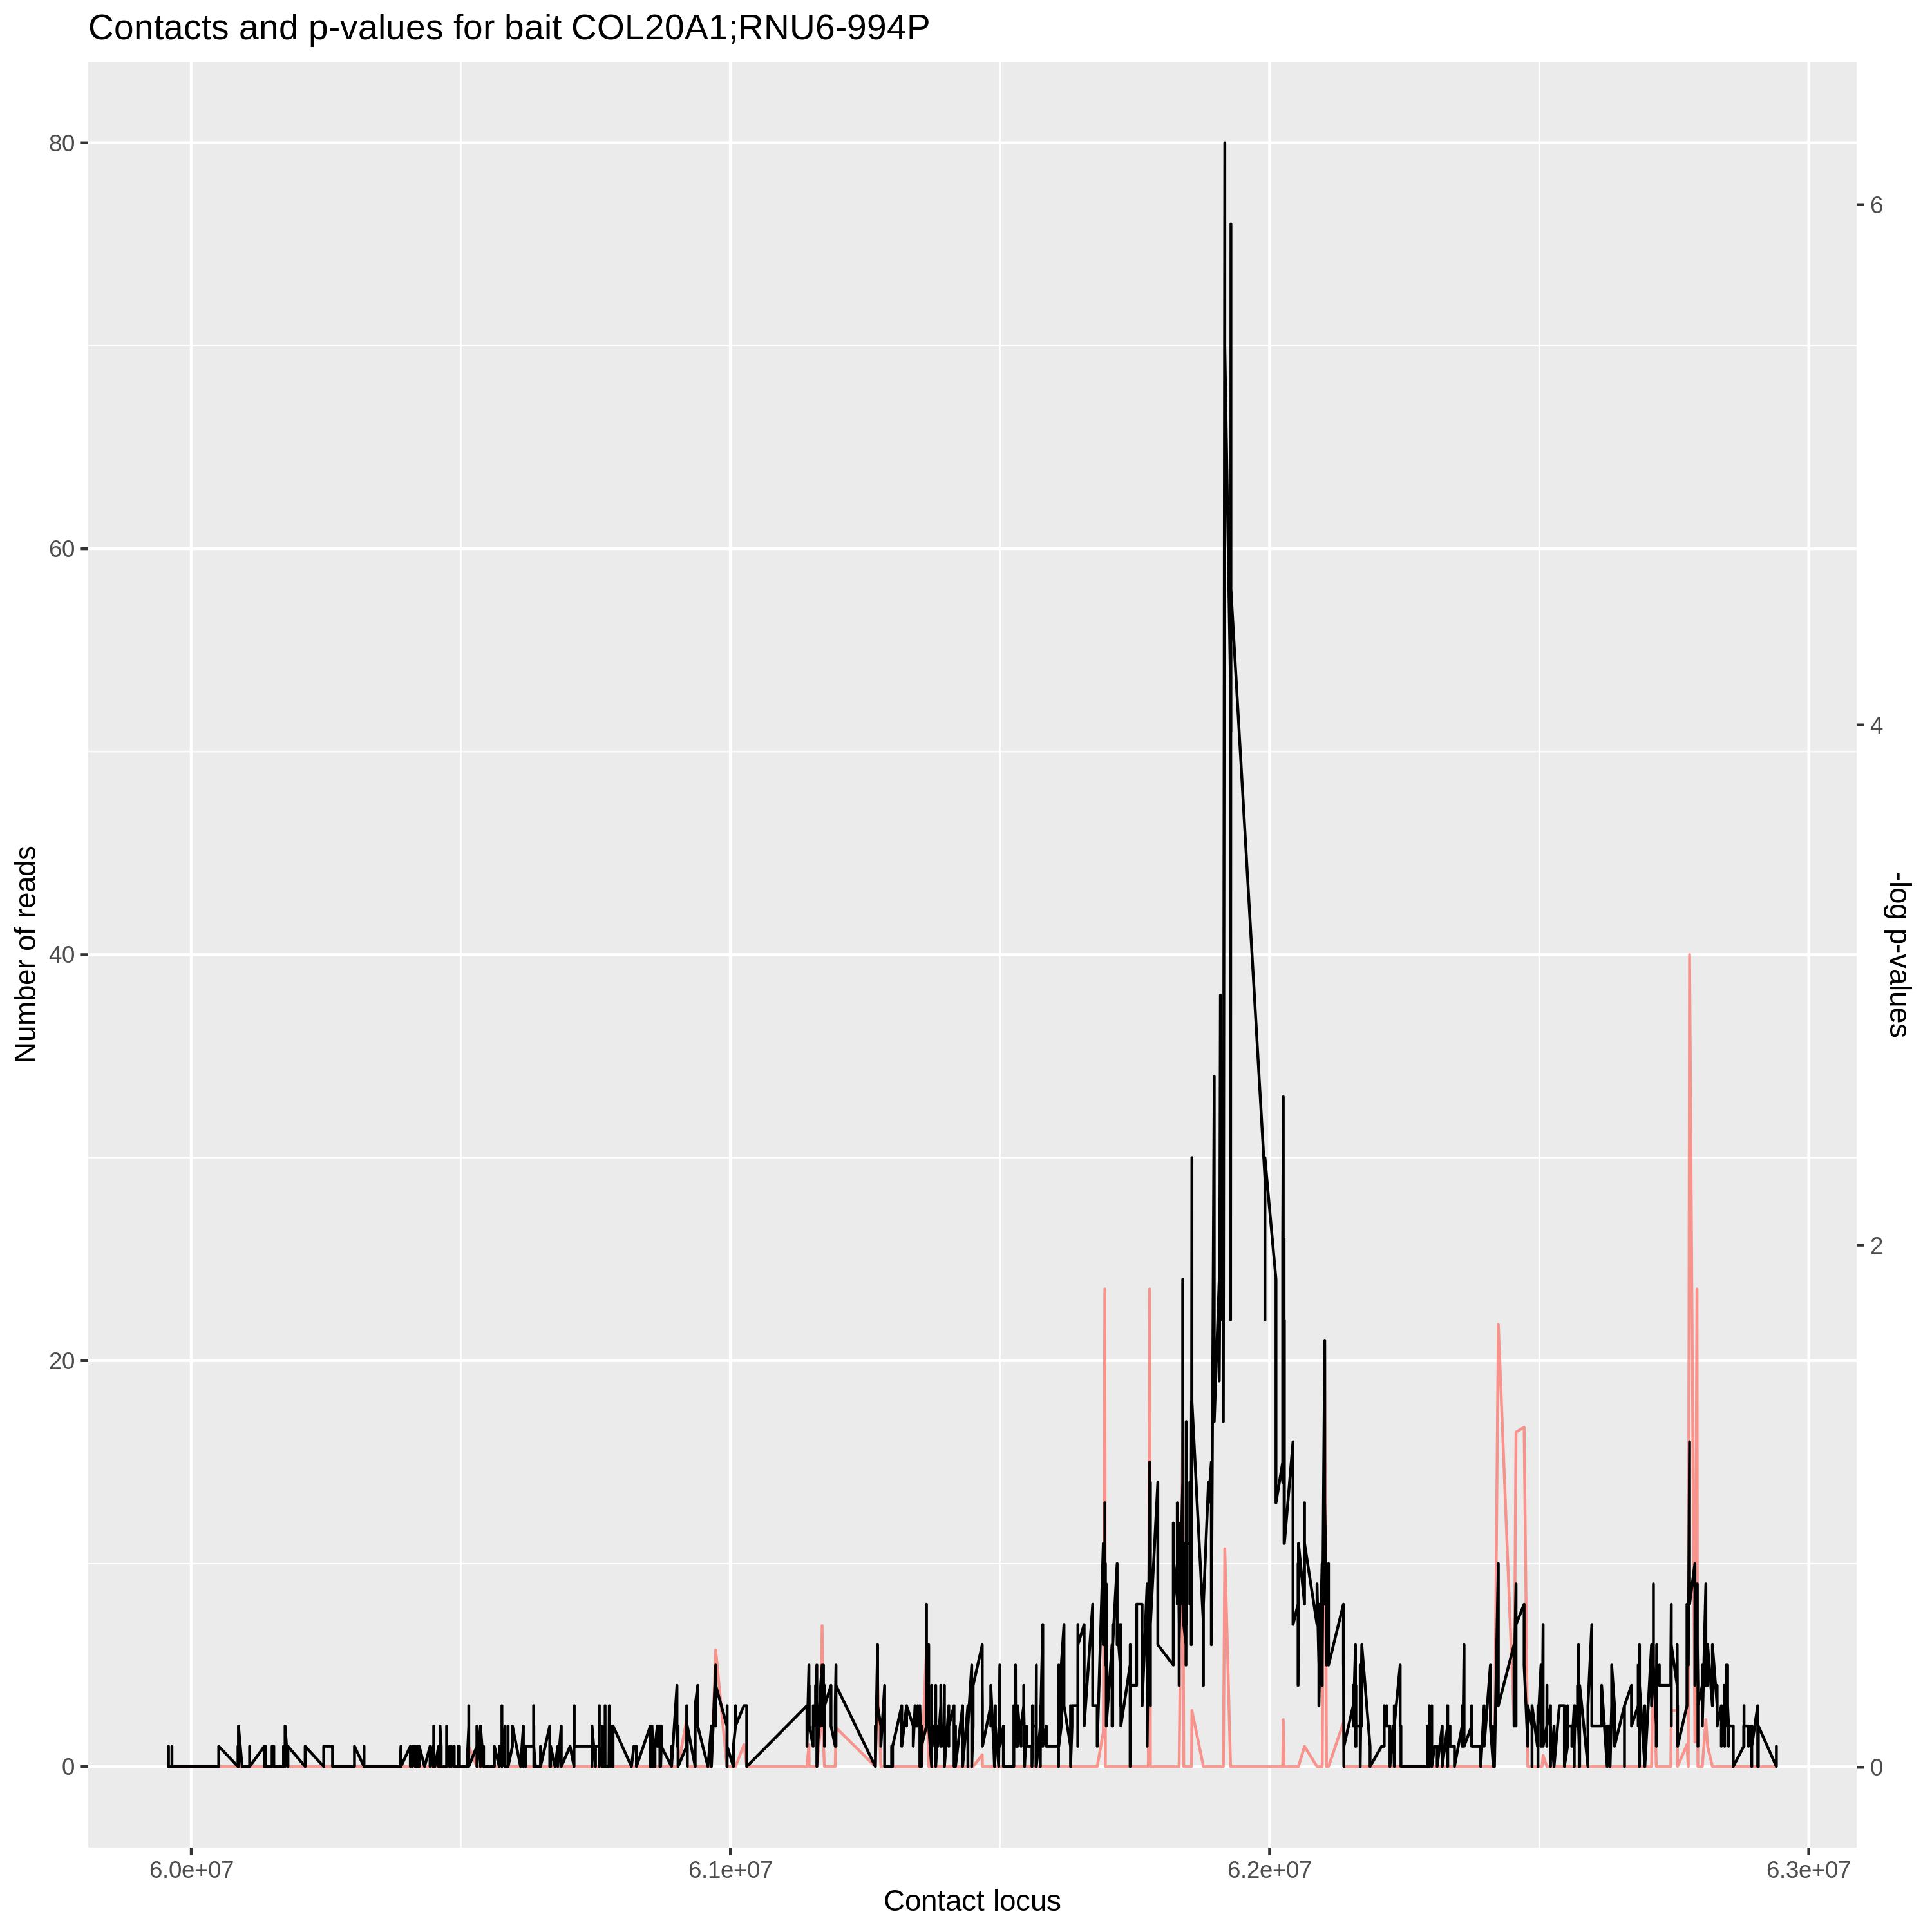 Contacts and p-values for bait COL20A1;RNU6-994P
80
60
40
20
0
Number of reads
6
4
2
0
-log p-values
6.0e+07
6.1e+07
6.2e+07
6.3e+07
Contact locus